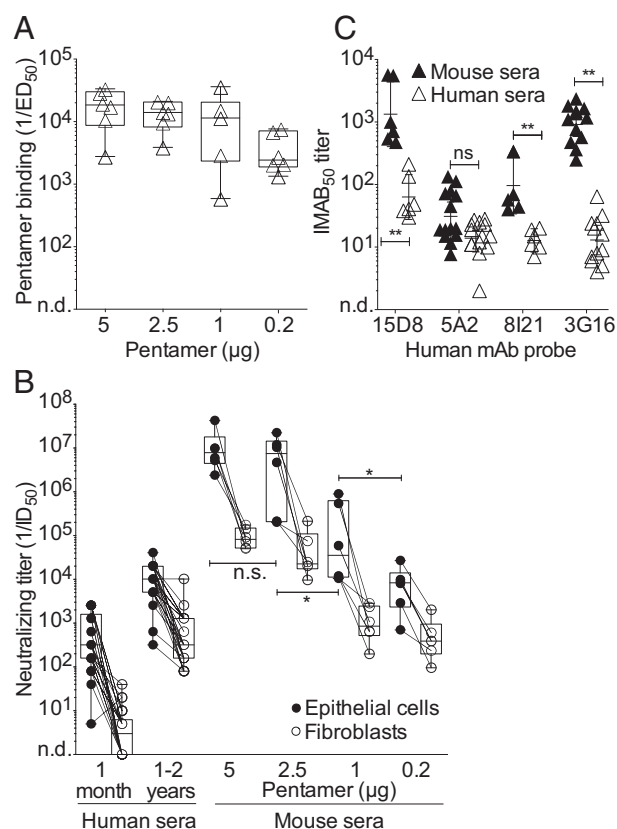 A
Pentamer binding (1/ED50)
10^5
10^4
10^3
10^2
n.d.
5 2.5 1 0.2
Pentamer (µg)
C
IMAB50 titer
10^4
10^3
10^2
10^1
n.d.
▲ Mouse sera
△ Human sera
**
ns
**
**
15D8 5A2 8I21 3G16
Human mAb probe
B
Neutralizing titer (1/ID50)
10^8
10^7
10^6
10^5
10^4
10^3
10^2
10^1
n.d.
n.s.
*
*
● Epithelial cells
○ Fibroblasts
1 month 1-2 years 5 2.5 1 0.2
Pentamer (µg)
Human sera Mouse sera